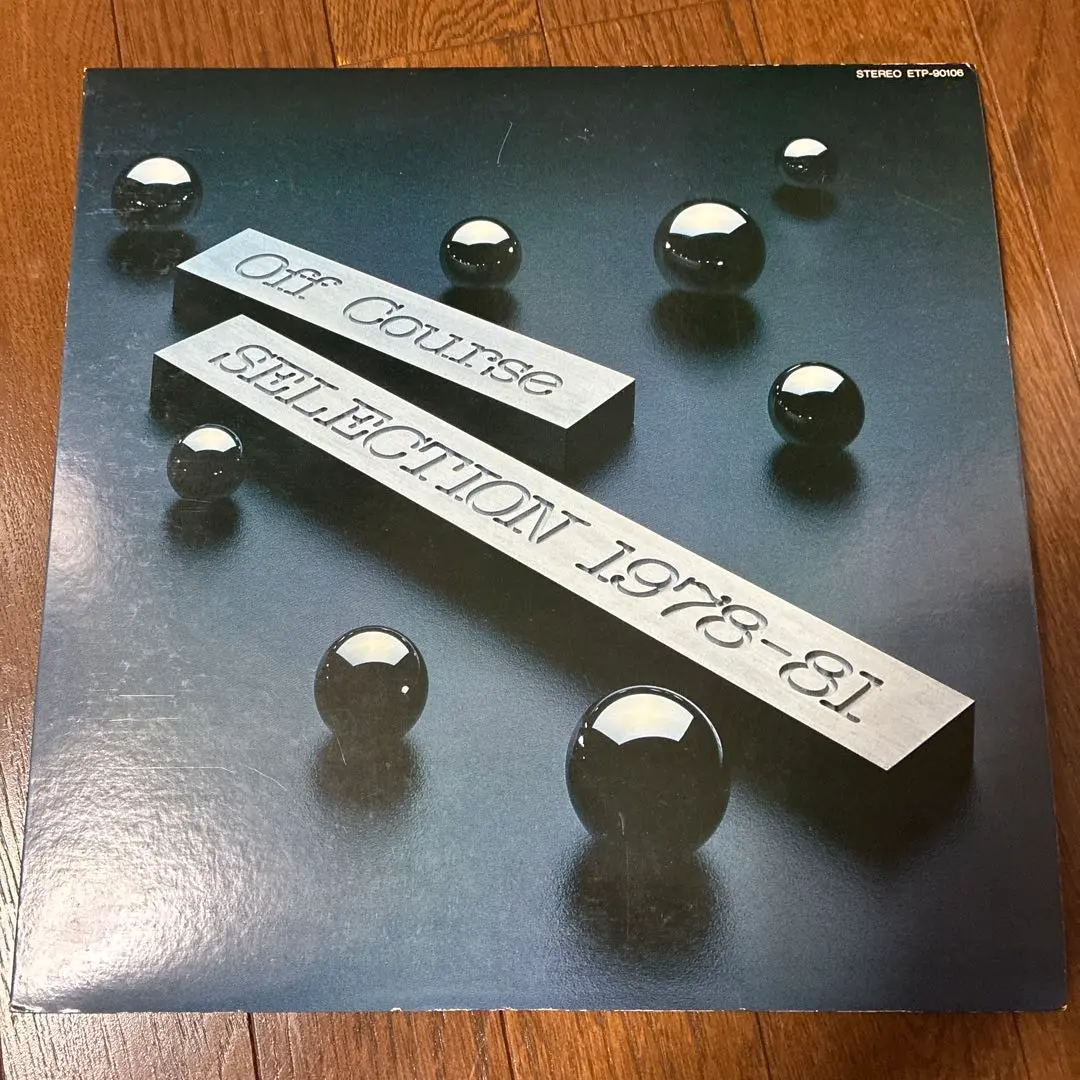 STEREO ETP-90106
Off Course
SELECTION 1978-81